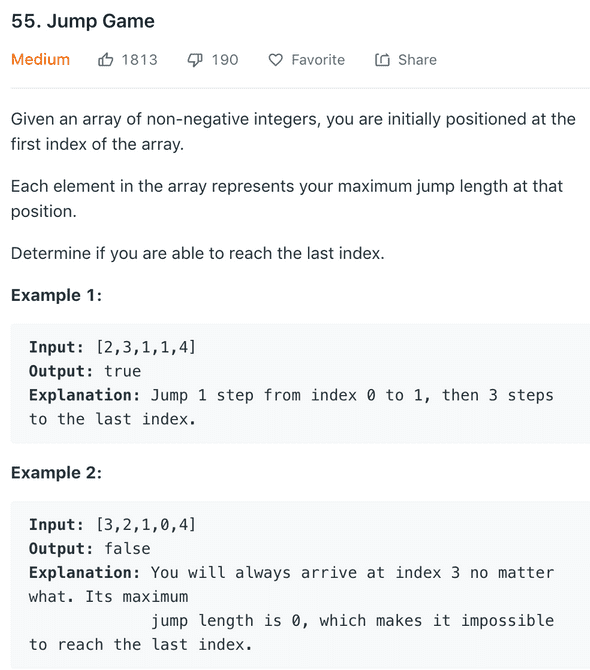 55. Jump Game
Medium 1813 190 Favorite Share
Given an array of non-negative integers, you are initially positioned at the
first index of the array.
Each element in the array represents your maximum jump length at that
position.
Determine if you are able to reach the last index.
Example 1:
Input: [2,3,1,1,4]
Output: true
Explanation: Jump 1 step from index 0 to 1, then 3 steps
to the last index.
Example 2:
Input: [3,2,1,0,4]
Output: false
Explanation: You will always arrive at index 3 no matter
what. Its maximum
jump length is 0, which makes it impossible
to reach the last index.